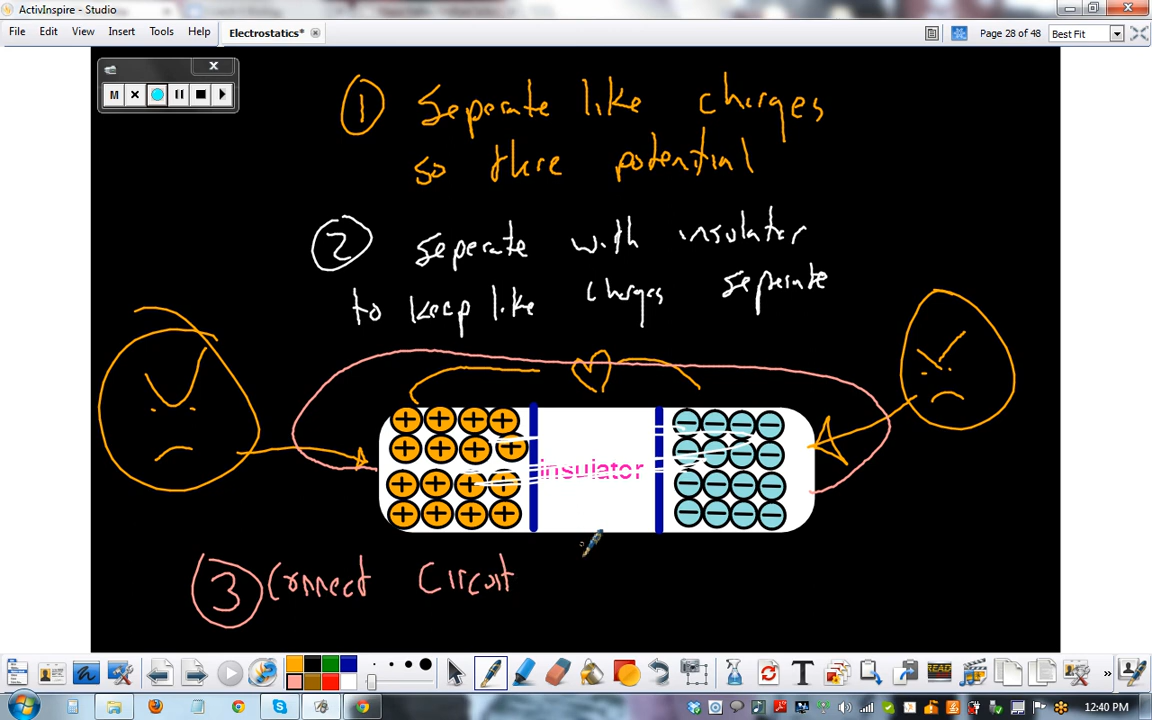 ActivInspire - Studio
File Edit View Insert Tools Help Electrostatics* Page 28 of 48 Best Fit
M
1 Seperate like charges
so there potential
2 seperate with insulator
to keep like charges seperate
insulator
3 Connect Circuit
T READ »
12:40 PM